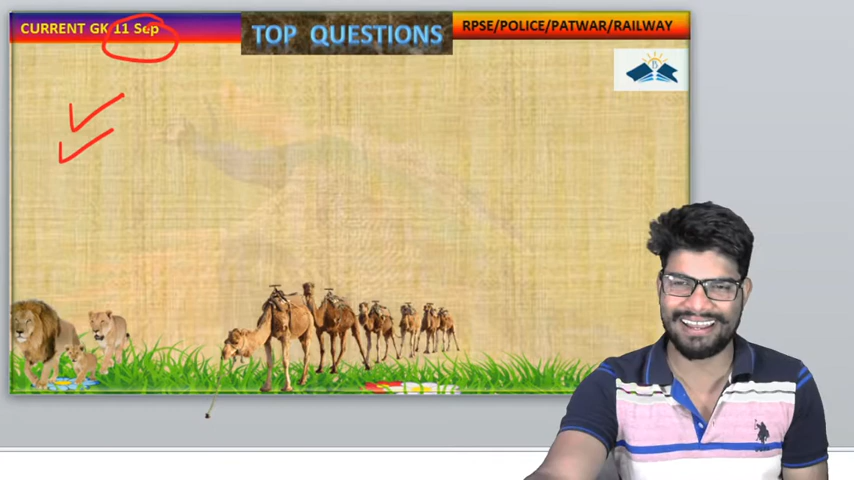 CURRENT GK 11 Sep
TOP QUESTIONS
RPSE/POLICE/PATWAR/RAILWAY